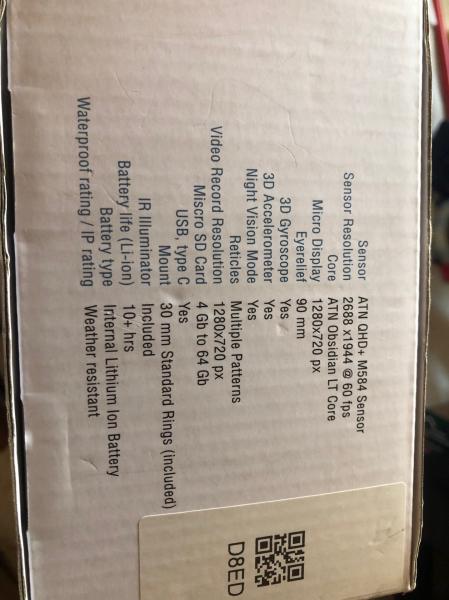 Sensor ATN QHD+ M584 Sensor
Sensor Resolution 2688 x1944 @ 60 fps
Core ATN Obsidian LT Core
Micro Display 1280x720 px
Eyerelief 90 mm
3D Gyroscope Yes
3D Accelerometer Yes
Night Vision Mode Yes
Reticles Multiple Patterns
Video Record Resolution 1280x720 px
Miscro SD Card 4 Gb to 64 Gb
USB, type C Yes
Mount 30 mm Standard Rings (included)
IR Illuminator Included
Battery life (Li-ion) 10+ hrs
Battery type Internal Lithium Ion Battery
Waterproof rating / IP rating Weather resistant
D8ED